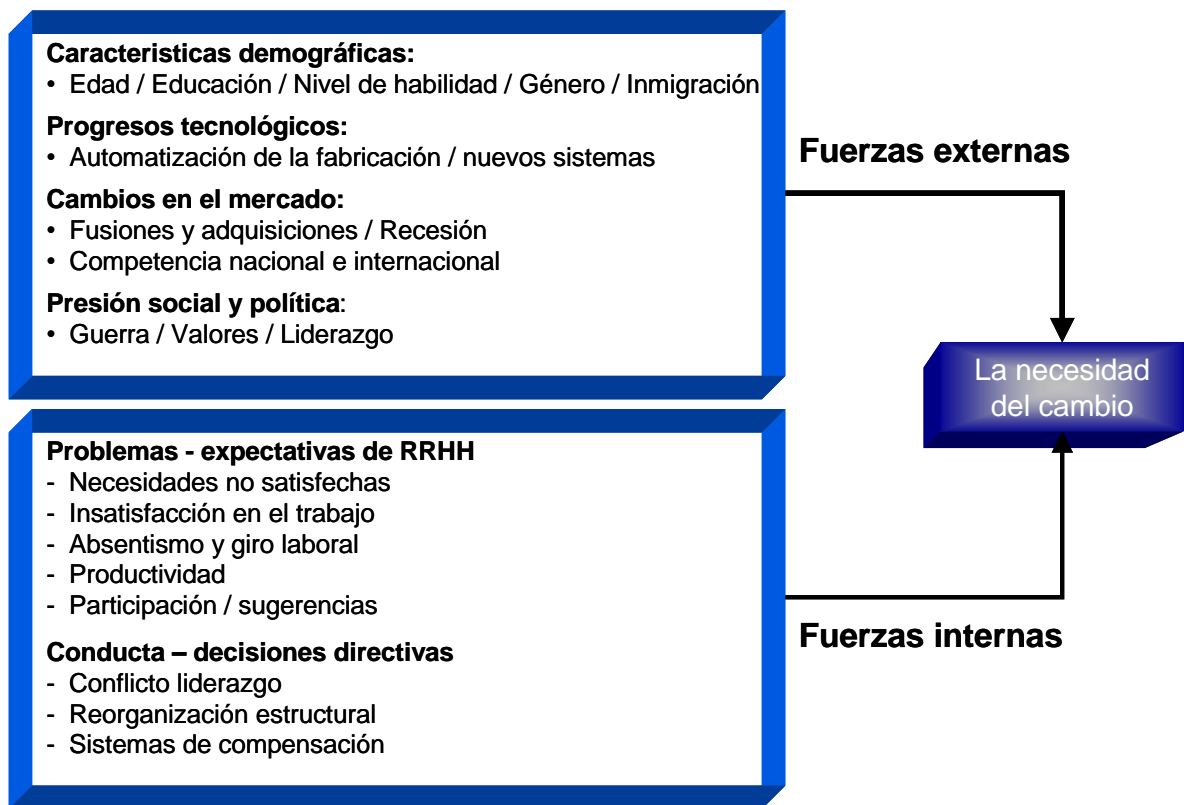 Caracteristicas demográficas:
• Edad / Educación / Nivel de habilidad / Género / Inmigración
Progresos tecnológicos:
• Automatización de la fabricación / nuevos sistemas
Cambios en el mercado:
• Fusiones y adquisiciones / Recesión
• Competencia nacional e internacional
Presión social y política:
• Guerra / Valores / Liderazgo
Fuerzas externas
La necesidad
del cambio
Problemas - expectativas de RRHH
- Necesidades no satisfechas
- Insatisfacción en el trabajo
- Absentismo y giro laboral
- Productividad
- Participación / sugerencias
Conducta – decisiones directivas
- Conflicto liderazgo
- Reorganización estructural
- Sistemas de compensación
Fuerzas internas